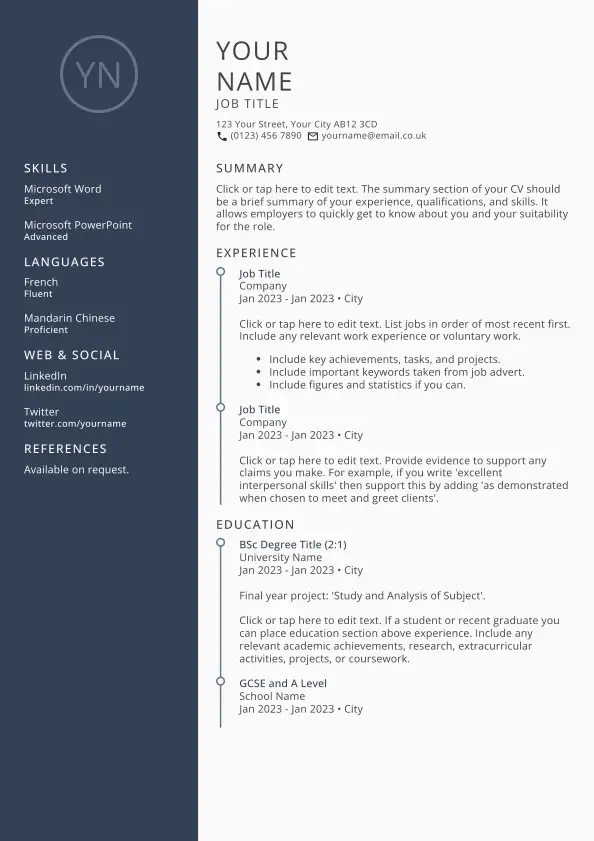 YN
SKILLS
Microsoft Word
Expert
Microsoft PowerPoint
Advanced
LANGUAGES
French
Fluent
Mandarin Chinese
Proficient
WEB & SOCIAL
LinkedIn
linkedin.com/in/yourname
Twitter
twitter.com/yourname
REFERENCES
Available on request.
YOUR
NAME
JOB TITLE
123 Your Street, Your City AB12 3CD
(0123) 456 7890 yourname@email.co.uk
SUMMARY
Click or tap here to edit text. The summary section of your CV should
be a brief summary of your experience, qualifications, and skills. It
allows employers to quickly get to know about you and your suitability
for the role.
EXPERIENCE
Job Title
Company
Jan 2023 - Jan 2023 • City
Click or tap here to edit text. List jobs in order of most recent first.
Include any relevant work experience or voluntary work.
• Include key achievements, tasks, and projects.
• Include important keywords taken from job advert.
• Include figures and statistics if you can.
Job Title
Company
Jan 2023 - Jan 2023 • City
Click or tap here to edit text. Provide evidence to support any
claims you make. For example, if you write 'excellent
interpersonal skills' then support this by adding 'as demonstrated
when chosen to meet and greet clients'.
EDUCATION
BSc Degree Title (2:1)
University Name
Jan 2023 - Jan 2023 • City
Final year project: 'Study and Analysis of Subject'.
Click or tap here to edit text. If a student or recent graduate you
can place education section above experience. Include any
relevant academic achievements, research, extracurricular
activities, projects, or coursework.
GCSE and A Level
School Name
Jan 2023 - Jan 2023 • City